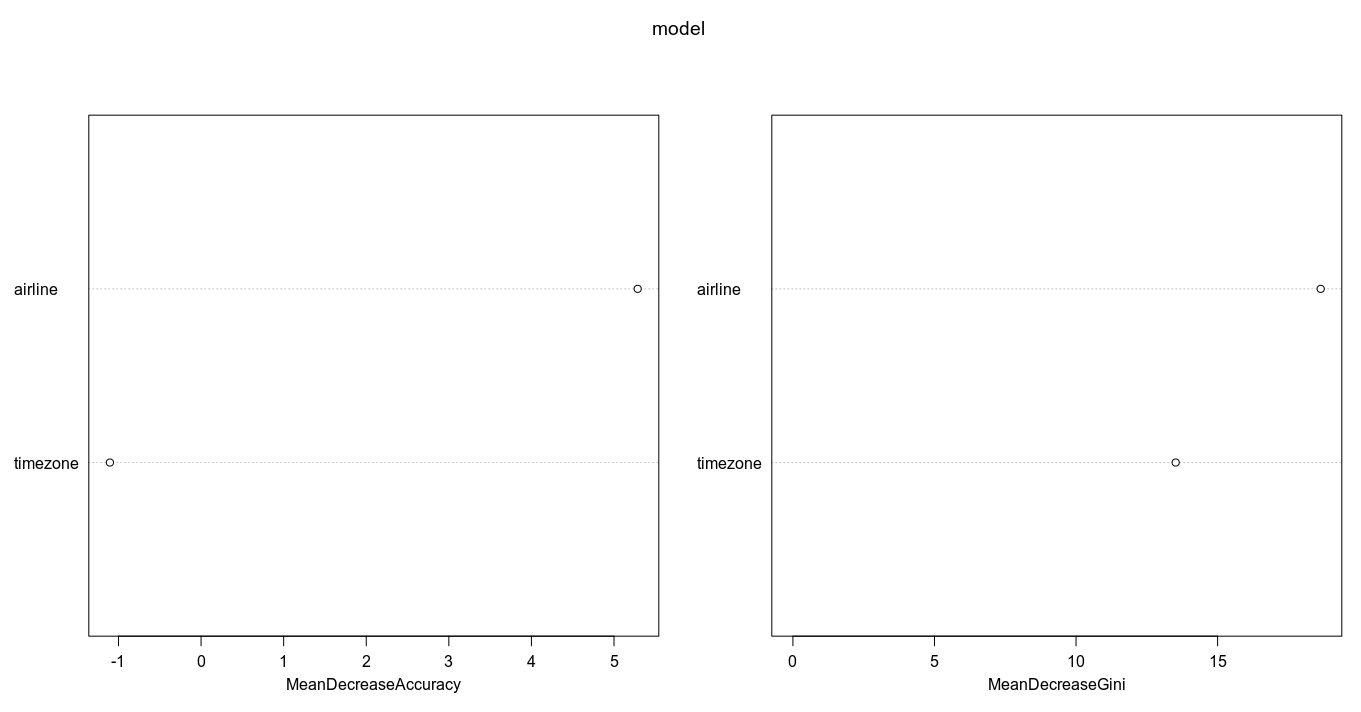 model
airline
timezone
-1 0 1 2 3 4 5
MeanDecreaseAccuracy
airline
timezone
0 5 10 15
MeanDecreaseGini